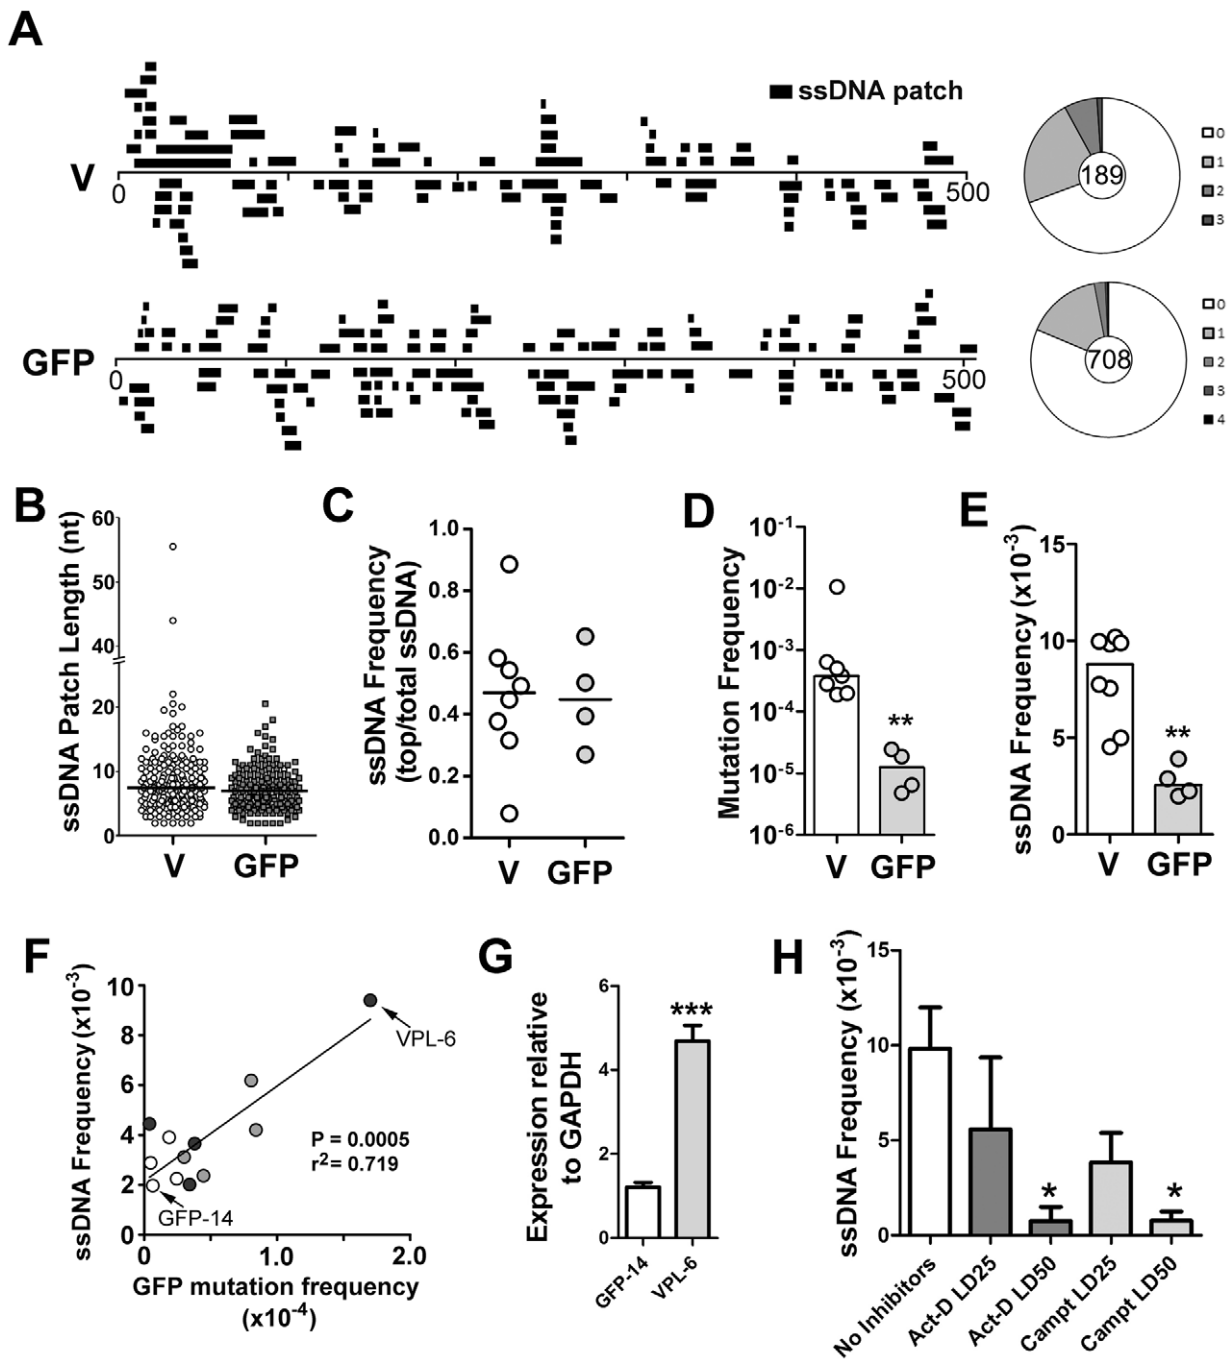 A
ssDNA patch
V
0
500
189
0
1
2
3
GFP
0
500
708
0
1
2
3
4
B
ssDNA Patch Length (nt)
60
50
40
20
10
0
V
GFP
C
ssDNA Frequency
(top/total ssDNA)
1.0
0.8
0.6
0.4
0.2
0.0
V
GFP
D
Mutation Frequency
10-1
10-2
10-3
10-4
10-5
10-6
**
V
GFP
E
ssDNA Frequency (x10-3)
15
10
5
0
**
V
GFP
F
ssDNA Frequency (x10-3)
10
8
6
4
2
0
VPL-6
P = 0.0005
r2= 0.719
GFP-14
0
1.0
2.0
GFP mutation frequency
(x10-4)
G
Expression relative
to GAPDH
6
4
2
0
***
GFP-14
VPL-6
H
ssDNA Frequency (x10-3)
15
10
5
0
*
*
No Inhibitors
Act-D LD25
Act-D LD50
Campt LD25
Campt LD50